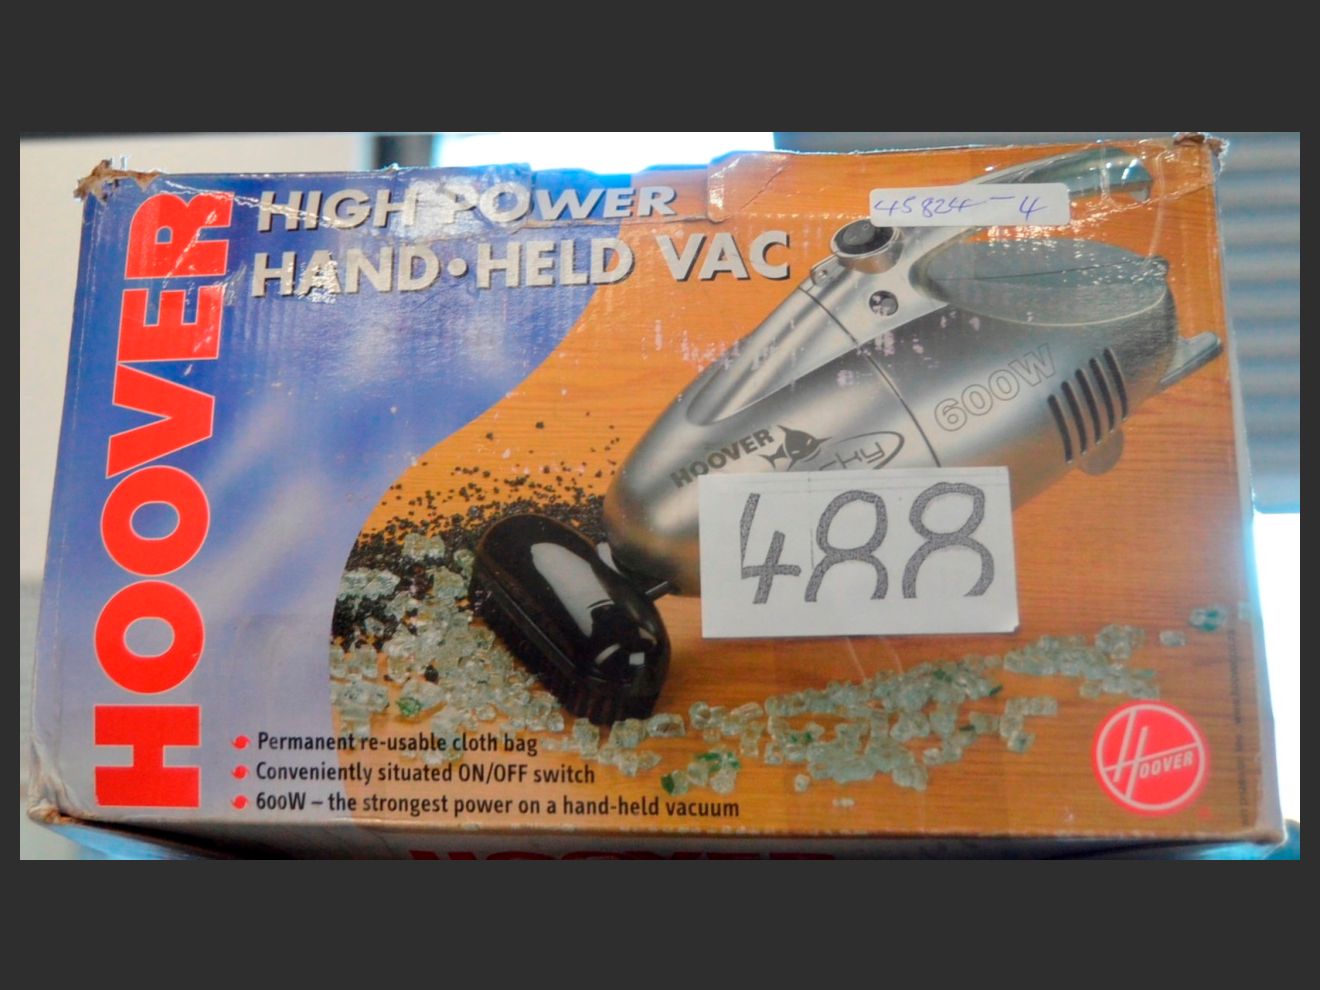 HOOVER
HIGH POWER
HAND•HELD VAC
45824-4
600W
HOOVER
488
Permanent re-usable cloth bag
Conveniently situated ON/OFF switch
600W – the strongest power on a hand-held vacuum
HOOVER